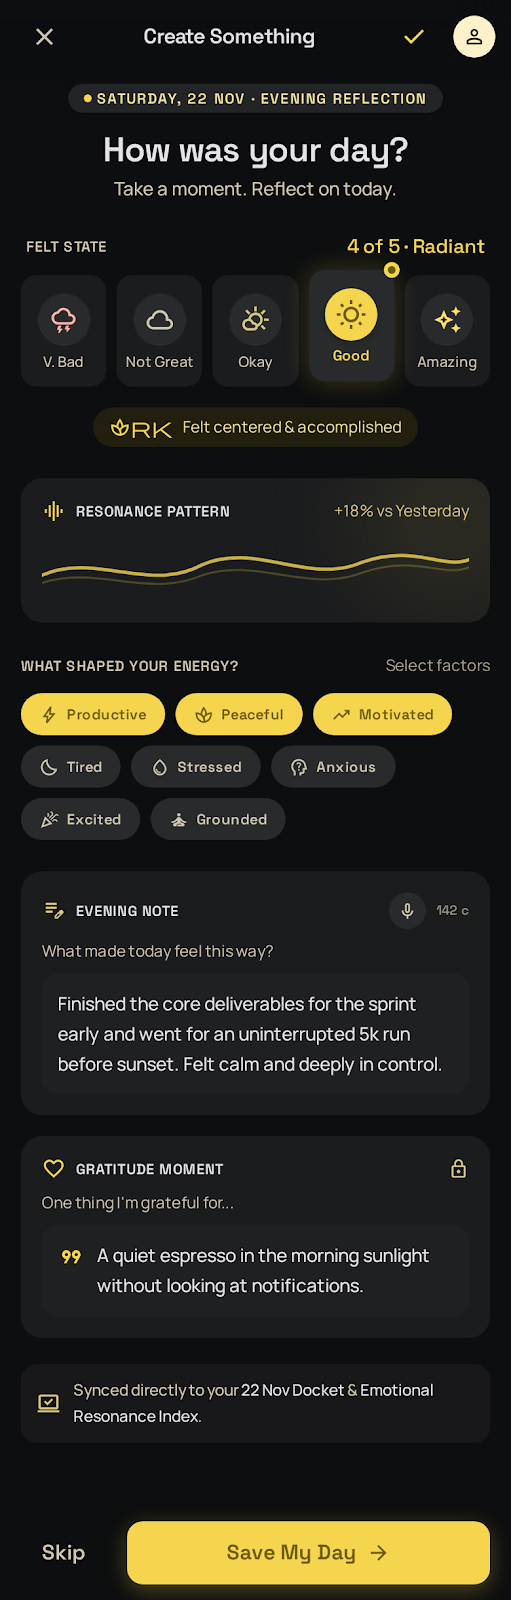 Create Something
SATURDAY, 22 NOV · EVENING REFLECTION
How was your day?
Take a moment. Reflect on today.
FELT STATE
4 of 5 · Radiant
V. Bad
Not Great
Okay
Good
Amazing
RK Felt centered & accomplished
RESONANCE PATTERN
+18% vs Yesterday
WHAT SHAPED YOUR ENERGY?
Select factors
Productive
Peaceful
Motivated
Tired
Stressed
Anxious
Excited
Grounded
EVENING NOTE
142 c
What made today feel this way?
Finished the core deliverables for the sprint
early and went for an uninterrupted 5k run
before sunset. Felt calm and deeply in control.
GRATITUDE MOMENT
One thing I'm grateful for...
A quiet espresso in the morning sunlight
without looking at notifications.
Synced directly to your 22 Nov Docket & Emotional
Resonance Index.
Skip
Save My Day →